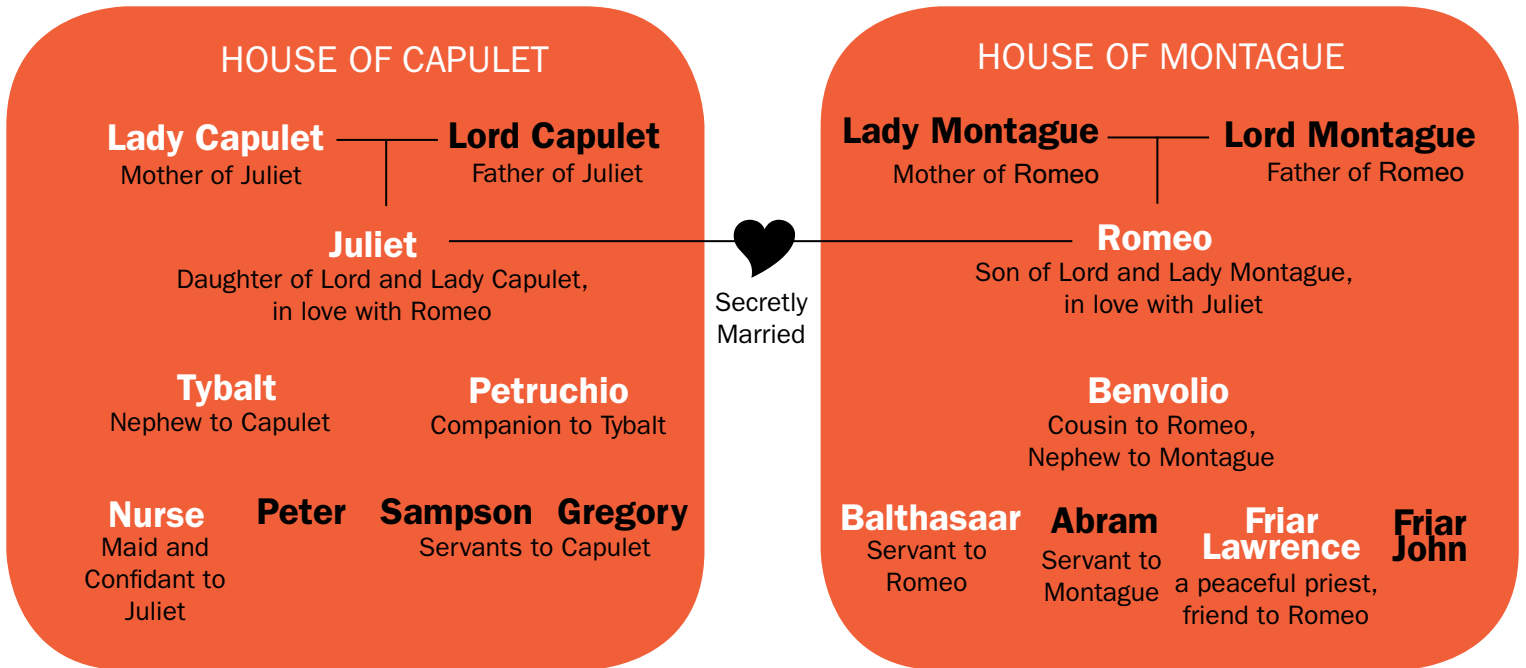 HOUSE OF CAPULET
Lady Capulet
Mother of Juliet
Lord Capulet
Father of Juliet
Juliet
Daughter of Lord and Lady Capulet,
in love with Romeo
Tybalt
Nephew to Capulet
Petruchio
Companion to Tybalt
Nurse
Maid and
Confidant to
Juliet
Peter
Sampson
Gregory
Servants to Capulet
Secretly
Married
HOUSE OF MONTAGUE
Lady Montague
Mother of Romeo
Lord Montague
Father of Romeo
Romeo
Son of Lord and Lady Montague,
in love with Juliet
Benvolio
Cousin to Romeo,
Nephew to Montague
Balthasaar
Servant to
Romeo
Abram
Servant to
Montague
Friar
Lawrence
a peaceful priest,
friend to Romeo
Friar
John